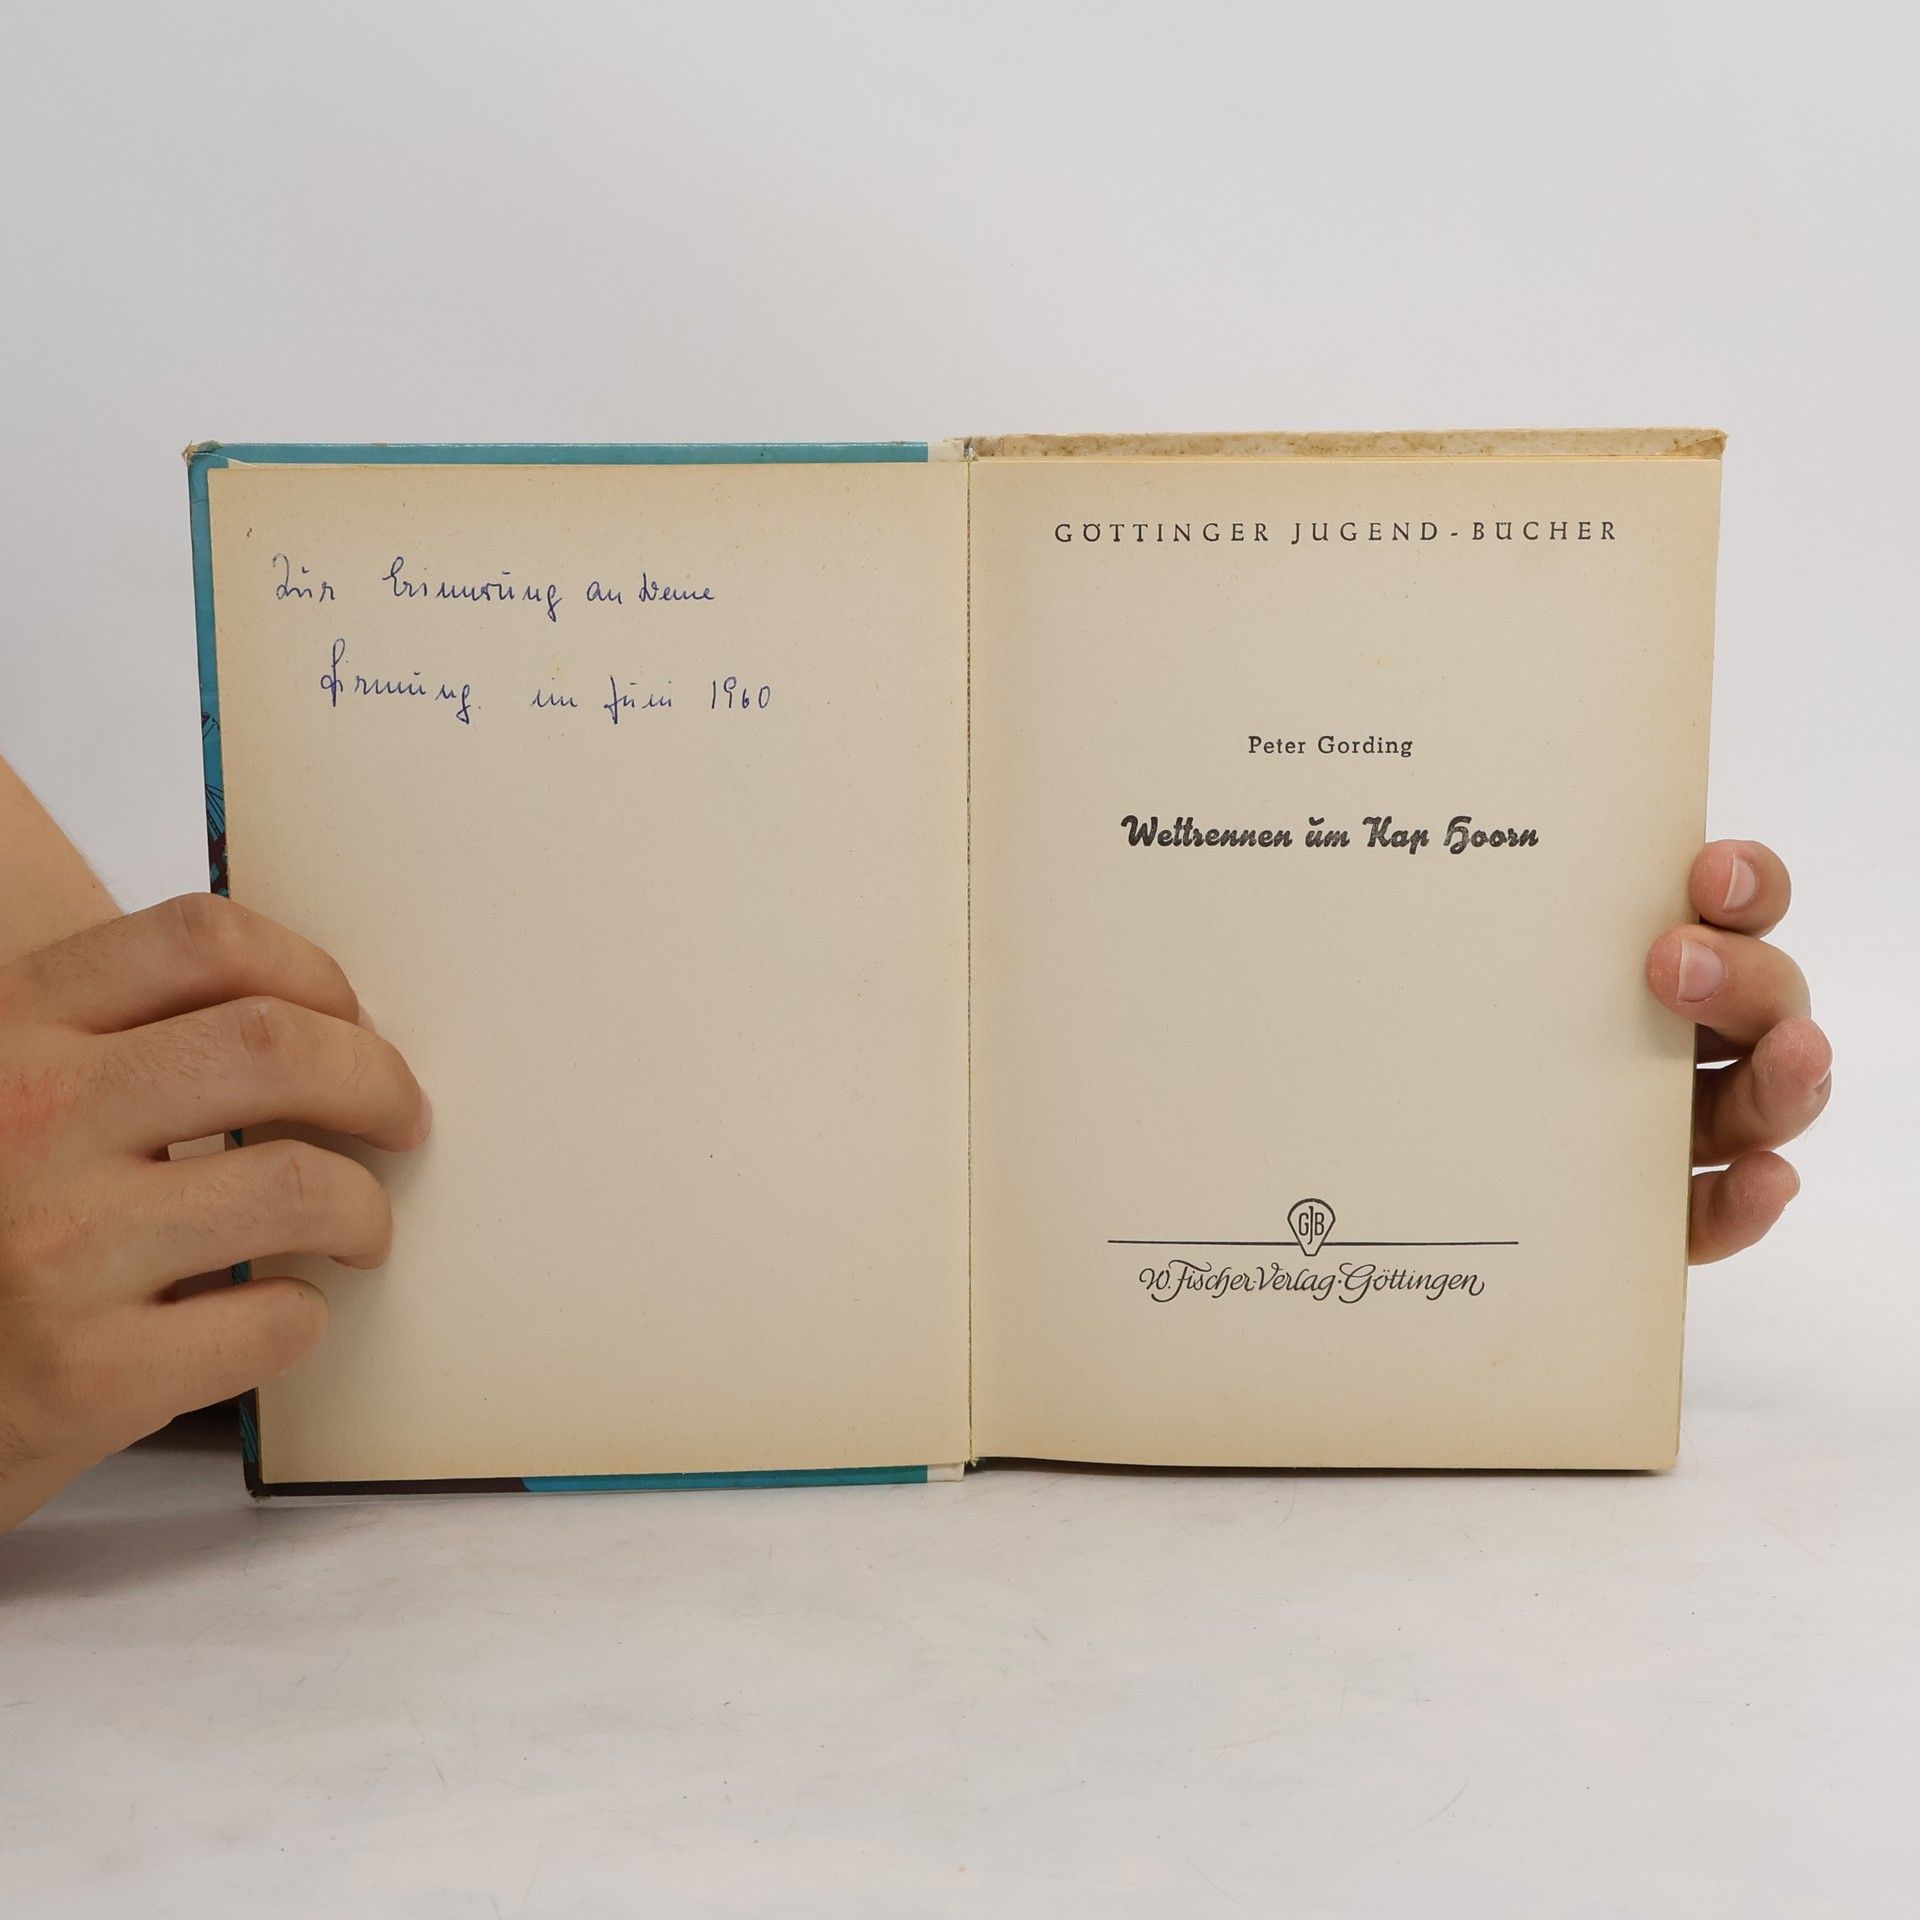 Zur Erinnerung an Deine
Firmung. im Juni 1960
GÖTTINGER JUGEND-BÜCHER
Peter Gording
Wettrennen um Kap Hoorn
GJB
W. Fischer-Verlag · Göttingen